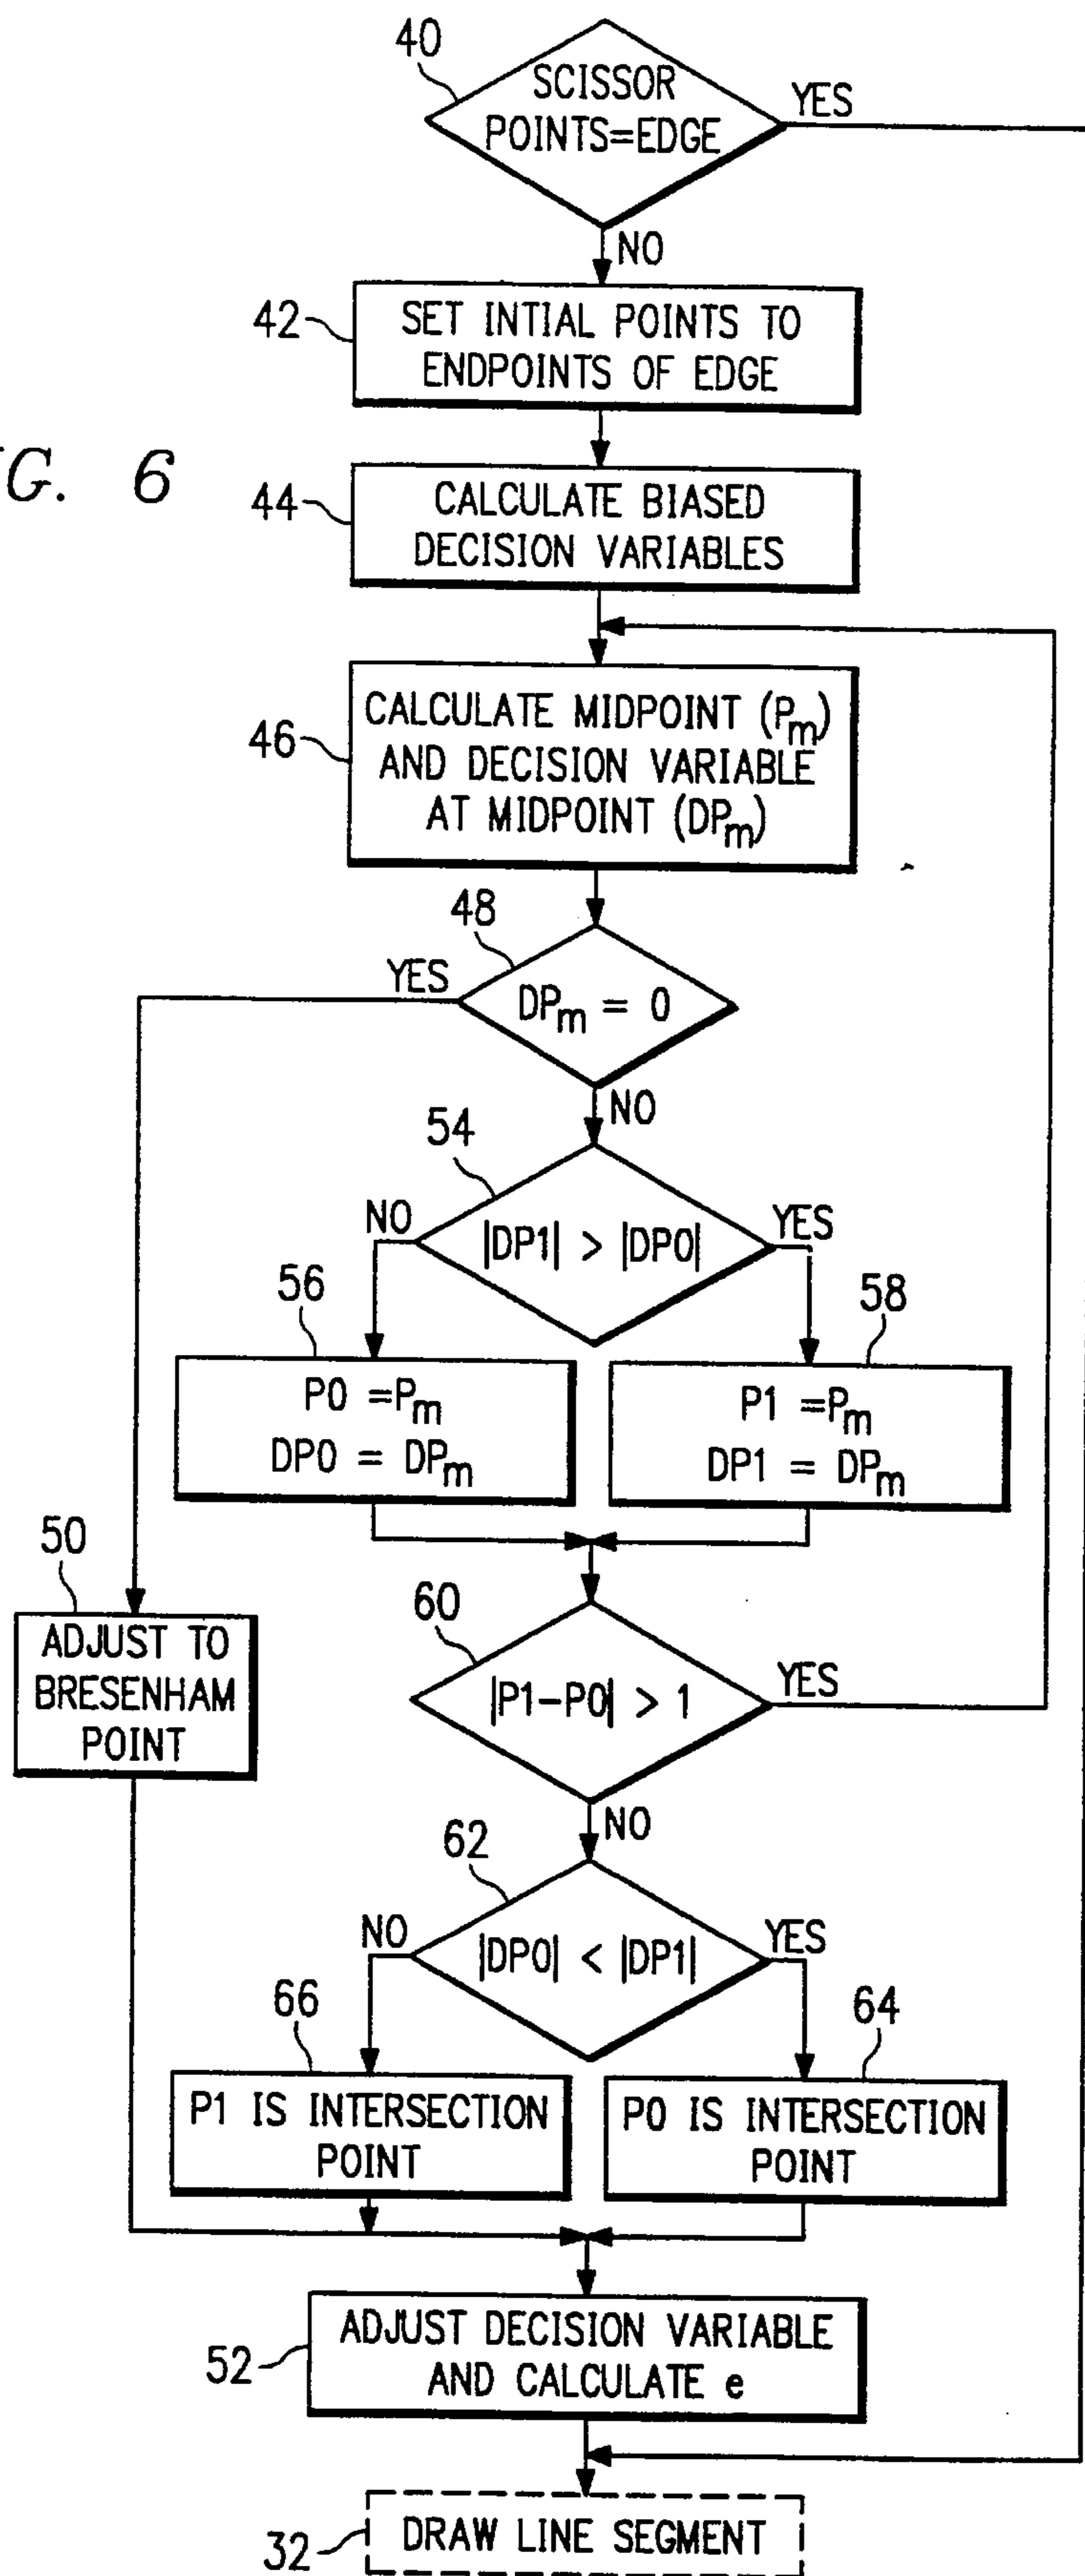 40
SCISSOR
POINTS=EDGE
YES
NO
42
SET INTIAL POINTS TO
ENDPOINTS OF EDGE
G. 6
44
CALCULATE BIASED
DECISION VARIABLES
46
CALCULATE MIDPOINT (Pm)
AND DECISION VARIABLE
AT MIDPOINT (DPm)
48
YES
DPm = 0
NO
54
NO
|DP1| > |DP0|
YES
56
P0 =Pm
DP0 = DPm
58
P1 =Pm
DP1 = DPm
50
ADJUST TO
BRESENHAM
POINT
60
|P1-P0| > 1
YES
NO
62
NO
|DP0| < |DP1|
YES
66
P1 IS INTERSECTION
POINT
64
P0 IS INTERSECTION
POINT
52
ADJUST DECISION VARIABLE
AND CALCULATE e
32
DRAW LINE SEGMENT